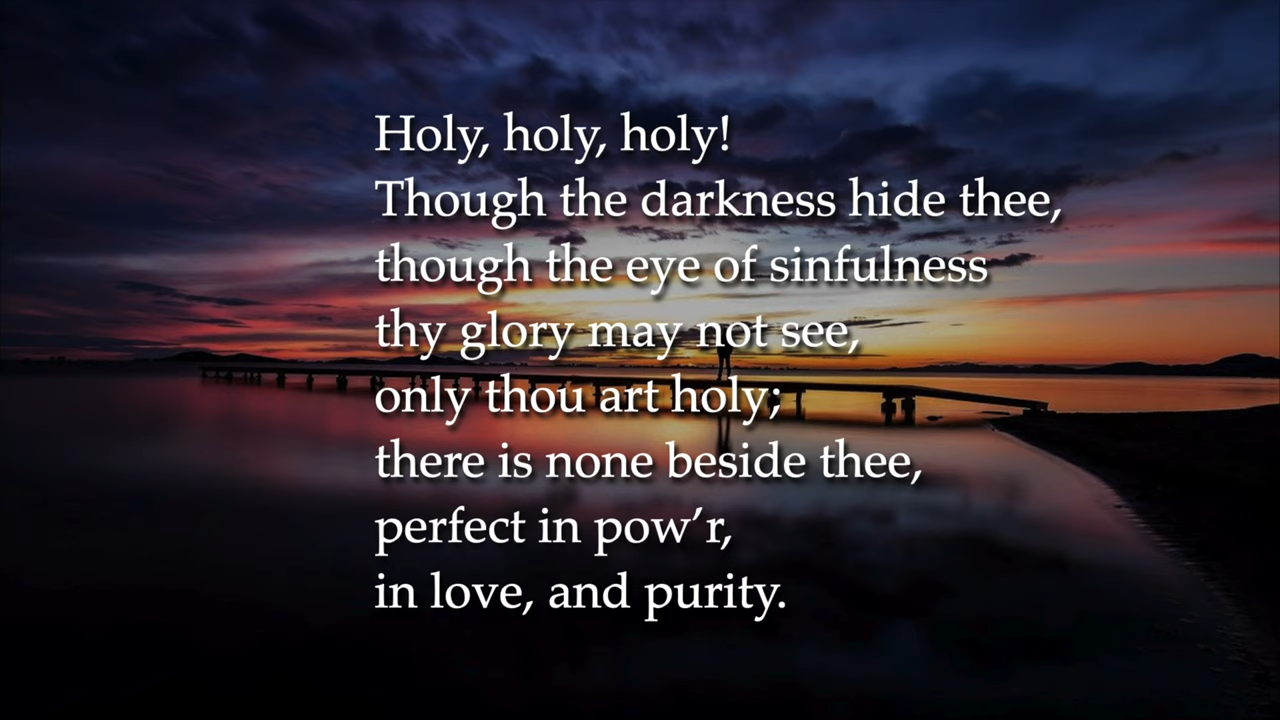 Holy, holy, holy!
Though the darkness hide thee,
though the eye of sinfulness
thy glory may not see,
only thou art holy;
there is none beside thee,
perfect in pow’r,
in love, and purity.